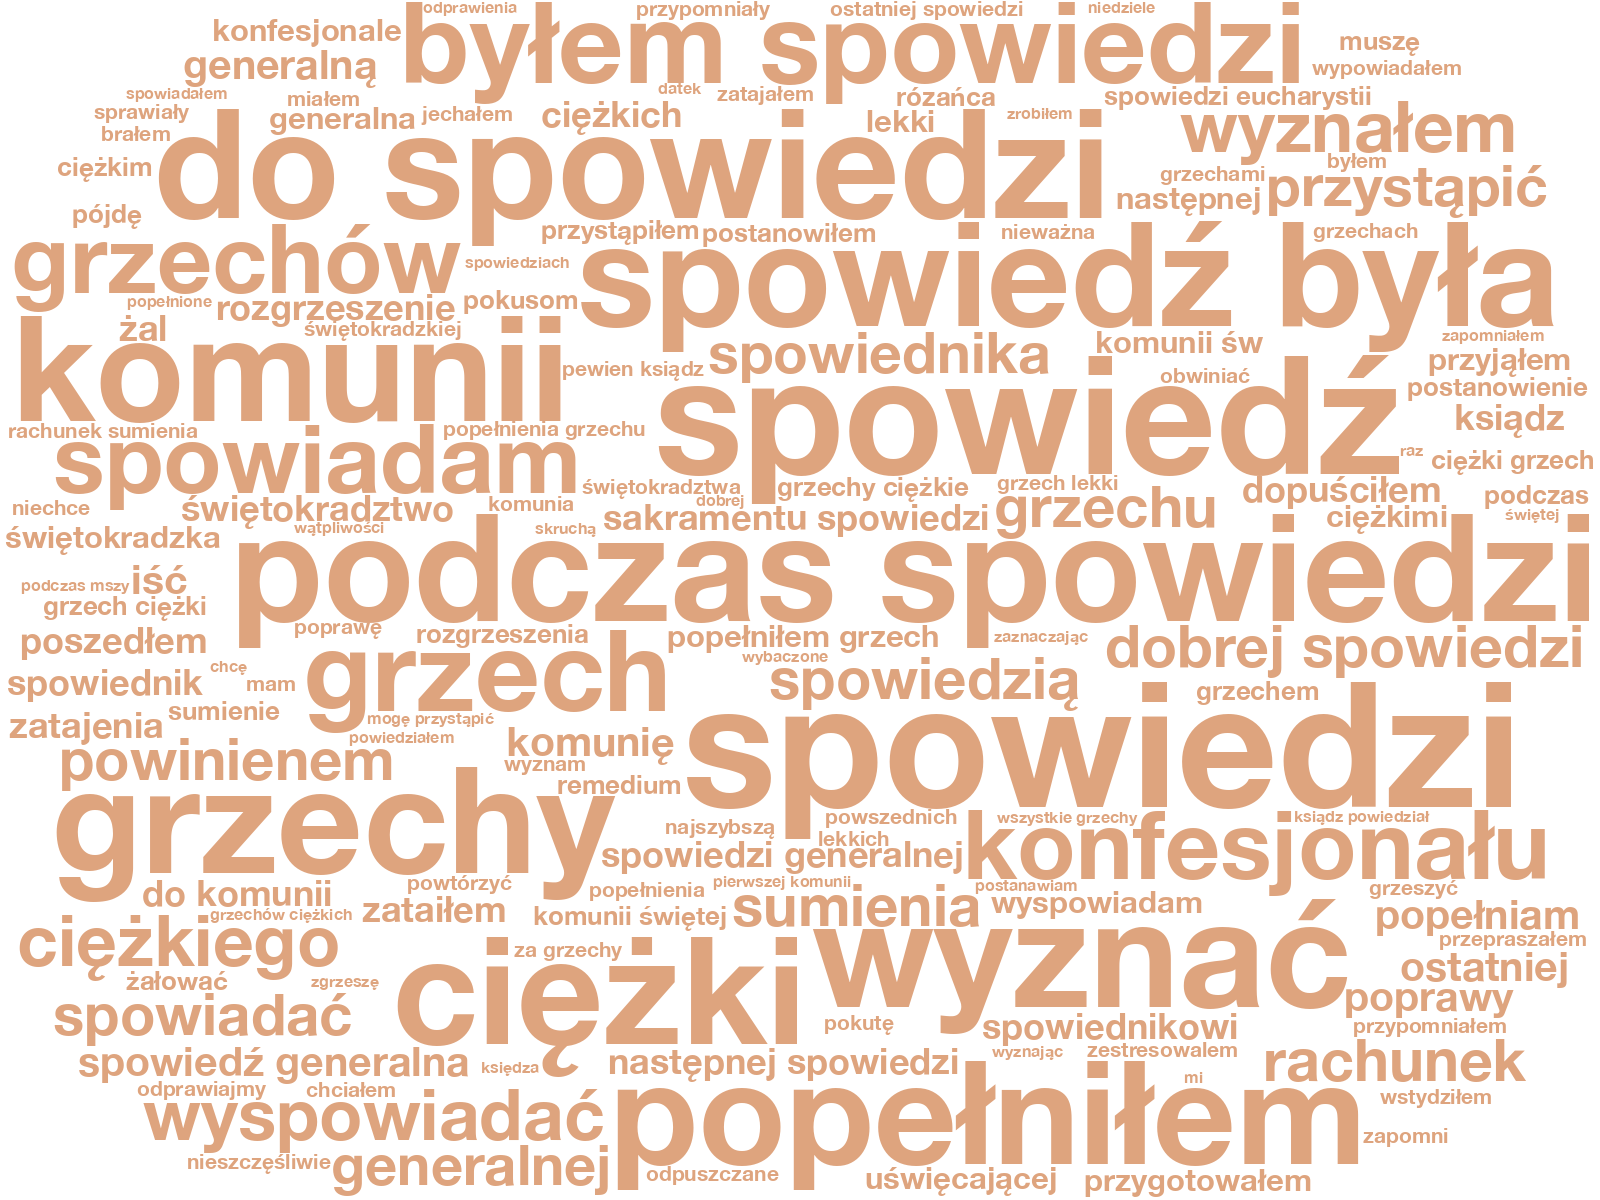 odprawienia
przypomniały
ostatniej spowiedzi
niedziele
konfesjonale
byłem spowiedzi
muszę
generalną
wypowiadałem
spowiadałem
miałem
datek
zatajałem
rózańca
spowiedzi eucharystii
sprawiały
generalna
jechałem
ciężkich
lekki
zrobiłem
wyznałem
brałem
do spowiedzi
byłem
ciężkim
grzechami
przystąpić
następnej
pójdę
przystąpiłem
postanowiłem
nieważna
grzechach
grzechów
spowiedziach
spowiedź była
popełnione
rozgrzeszenie
pokusom
żal
świętokradzkiej
zapomniałem
komunii
spowiednika
komunii św
przyjąłem
pewien ksiądz
obwiniać
postanowienie
spowiedź
ksiądz
rachunek sumienia
popełnienia grzechu
spowiadam
raz
ciężki grzech
świętokradztwa
grzechy ciężkie
grzech lekki
dopuściłem
podczas
niechce
świętokradztwo
komunia
dobrej
grzechu
ciężkimi
świętej
świętokradzka
wątpliwości
skruchą
sakramentu spowiedzi
podczas spowiedzi
podczas mszy
iść
grzech ciężki
poprawę
rozgrzeszenia
popełniłem grzech
zaznaczając
dobrej spowiedzi
poszedłem
grzech
wybaczone
chcę
spowiednik
mam
spowiedzią
grzechem
zatajenia
sumienie
mogę przystąpić
powiedziałem
komunię
spowiedzi
powinienem
wyznam
remedium
grzechy
najszybszą
powszednich
wszystkie grzechy
ksiądz powiedział
lekkich
konfesjonału
spowiedzi generalnej
do komunii
powtórzyć
popełnienia
pierwszej komunii
postanawiam
grzeszyć
grzechów ciężkich
zataiłem
komunii świętej
sumienia
wyspowiadam
popełniam
ciężkiego
za grzechy
wyznać
przepraszałem
żałować
zgrzeszę
ciężki
ostatniej
poprawy
spowiadać
pokutę
spowiednikowi
przypomniałem
spowiedź generalna
księdza
następnej spowiedzi
wyznając
zestresowalem
rachunek
odprawiajmy
chciałem
mi
wstydziłem
wyspowiadać
popełniłem
zapomni
nieszczęśliwie
generalnej
odpuszczane
uświęcającej
przygotowałem